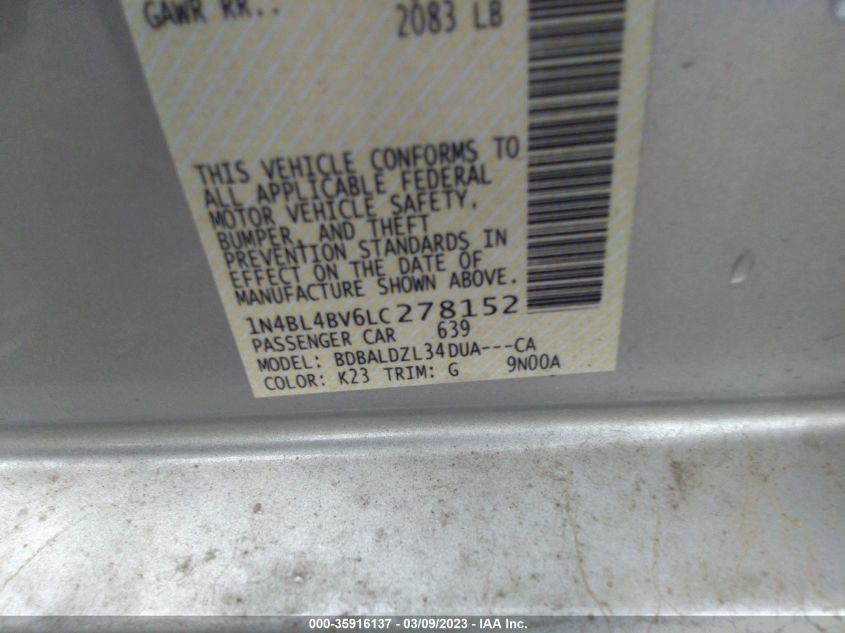 GAWR RR.. 2083 LB
THIS VEHICLE CONFORMS TO
ALL APPLICABLE FEDERAL
MOTOR VEHICLE SAFETY,
BUMPER, AND THEFT
PREVENTION STANDARDS IN
EFFECT ON THE DATE OF
MANUFACTURE SHOWN ABOVE.
1N4BL4BV6LC278152
PASSENGER CAR 639
MODEL: BDBALDZL34DUA---CA
COLOR: K23 TRIM: G 9N00A
000-35916137 - 03/09/2023 - IAA Inc.